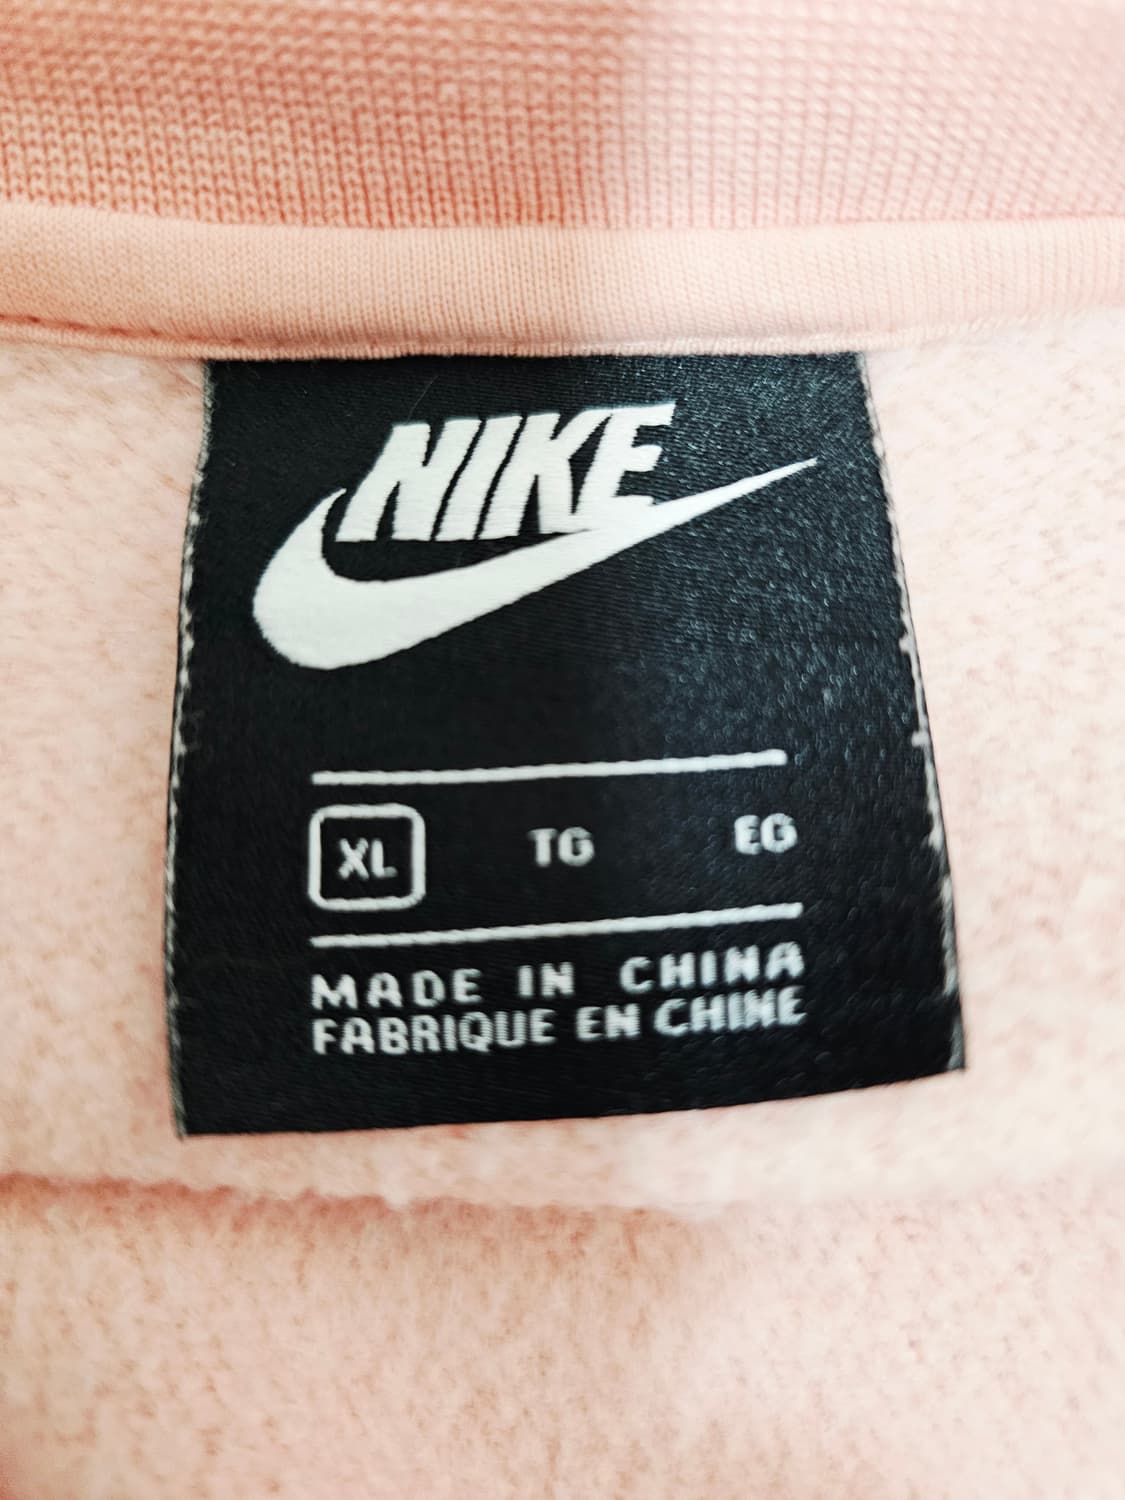 NIKE
XL TG EG
MADE IN CHINA
FABRIQUE EN CHINE